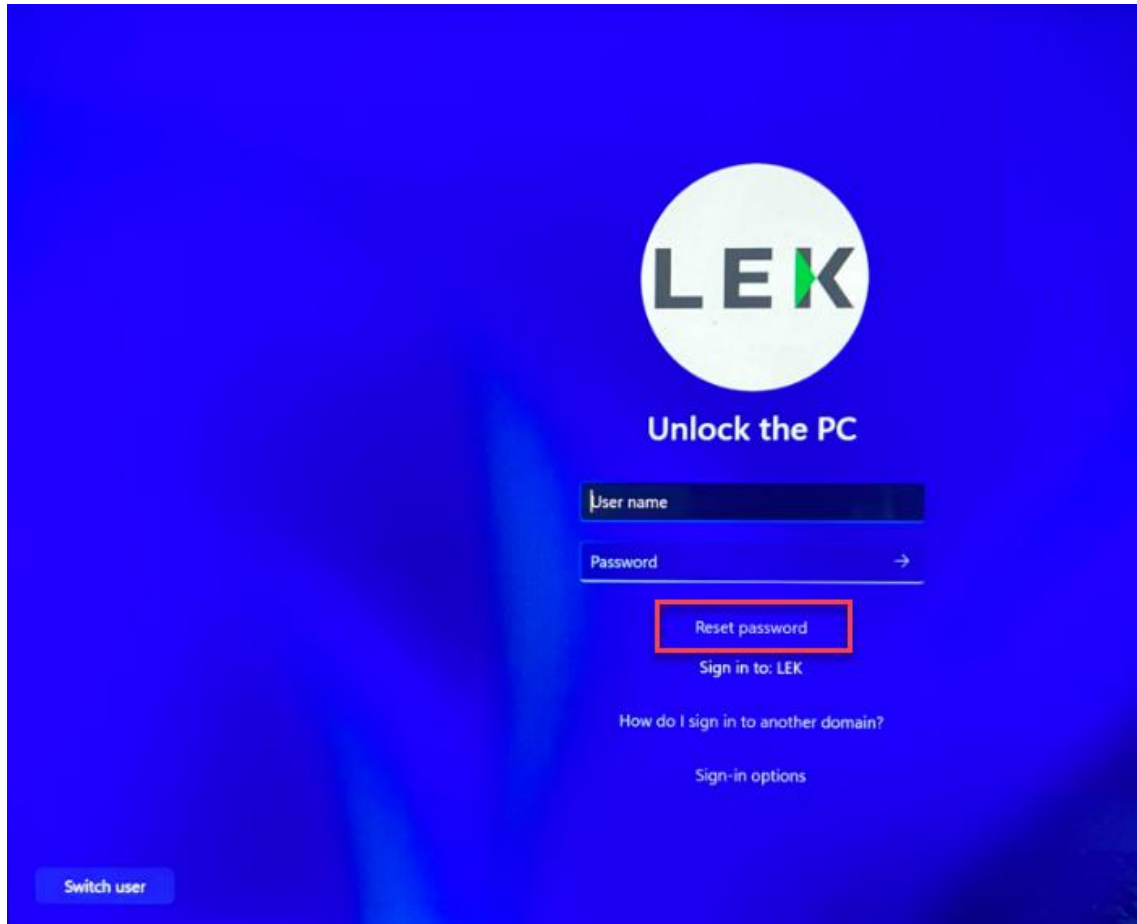 LEK
Unlock the PC
User name
Password
Reset password
Sign in to: LEK
How do I sign in to another domain?
Sign-in options
Switch user